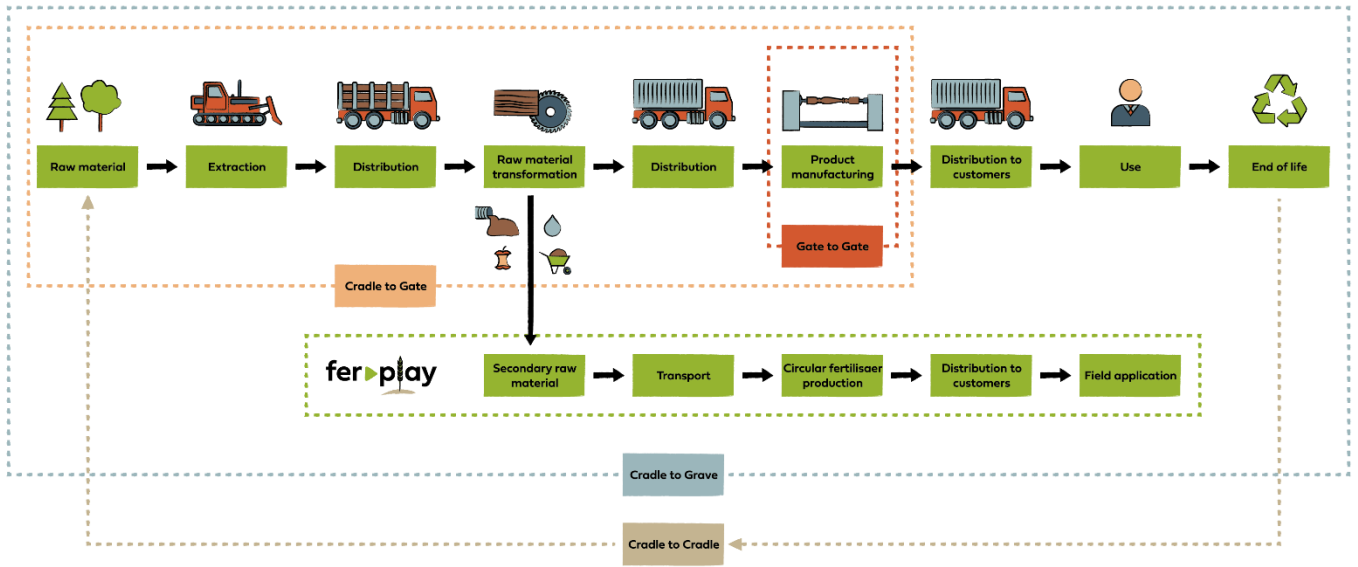 Raw material
Extraction
Distribution
Raw material
transformation
Distribution
Product
manufacturing
Distribution to
customers
Use
End of life
Gate to Gate
Cradle to Gate
fer play
Secondary raw
material
Transport
Circular fertilisaer
production
Distribution to
customers
Field application
Cradle to Grave
Cradle to Cradle